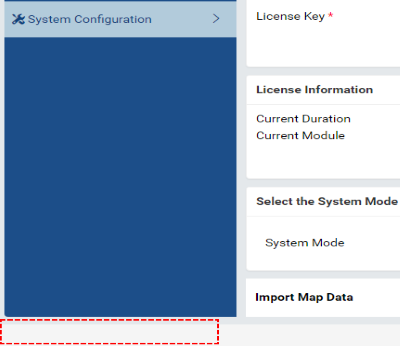 System Configuration
License Key *
License Information
Current Duration
Current Module
Select the System Mode
System Mode
Import Map Data